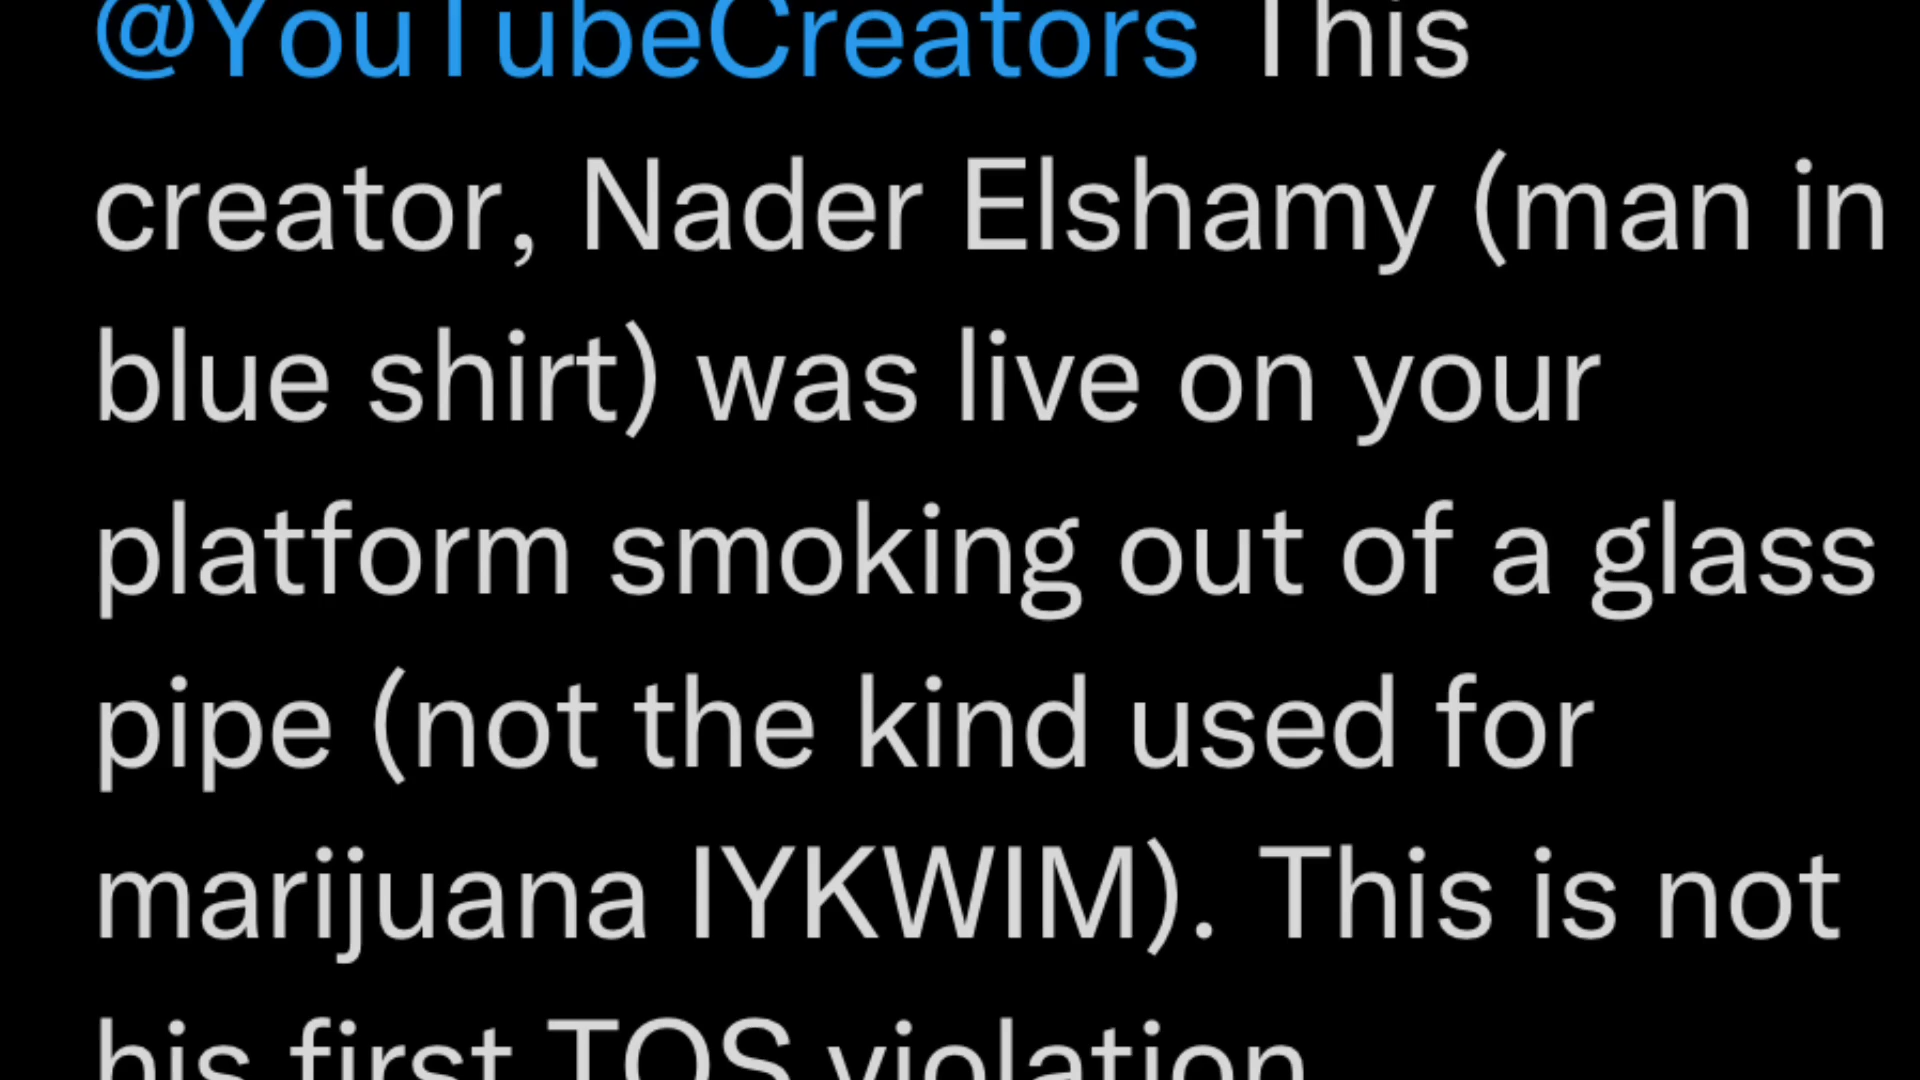 @YouTubeCreators This
creator, Nader Elshamy (man in
blue shirt) was live on your
platform smoking out of a glass
pipe (not the kind used for
marijuana IYKWIM). This is not
his first TOS violation